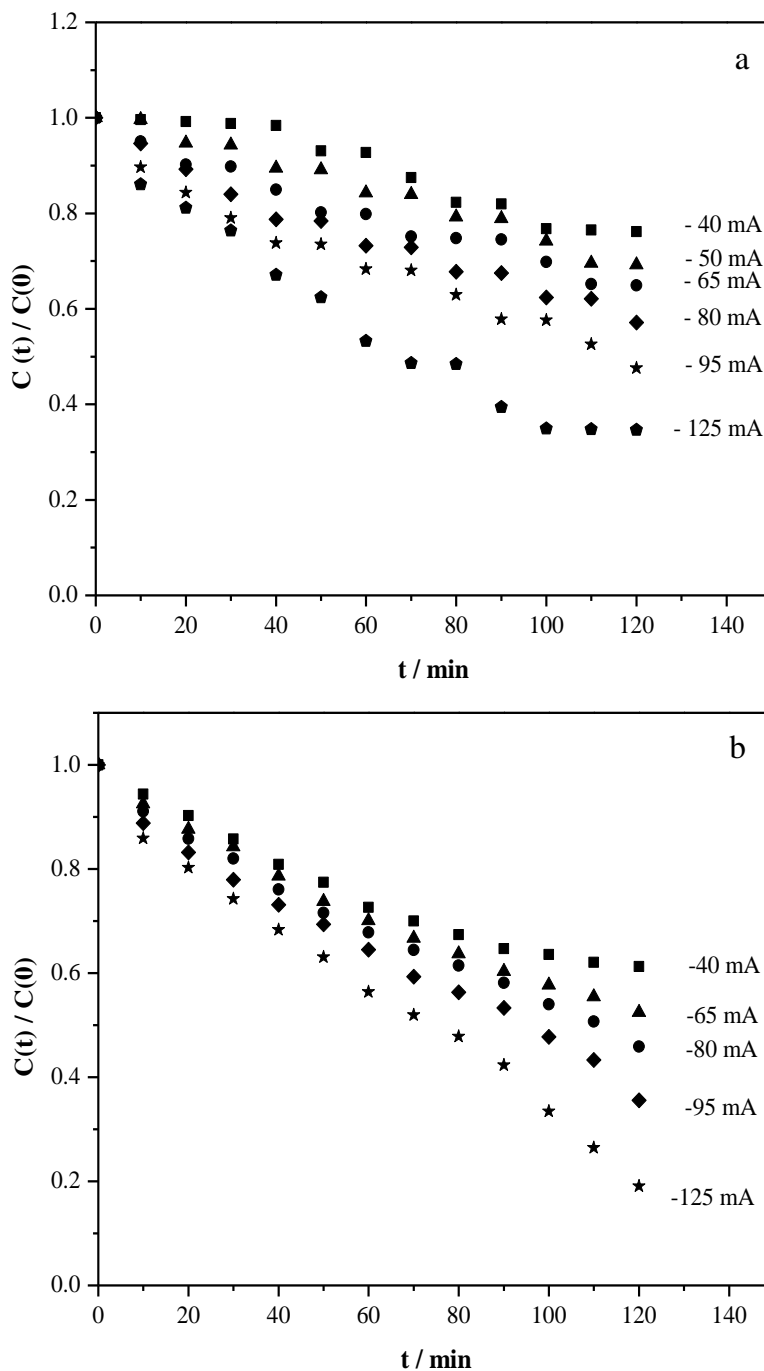 a
1.2
1.0
0.8
0.6
0.4
0.2
0.0
C (t) / C(0)
- 40 mA
- 50 mA
- 65 mA
- 80 mA
- 95 mA
- 125 mA
0 20 40 60 80 100 120 140
t / min
b
1.0
0.8
0.6
0.4
0.2
0.0
C(t) / C(0)
-40 mA
-65 mA
-80 mA
-95 mA
-125 mA
0 20 40 60 80 100 120 140
t / min